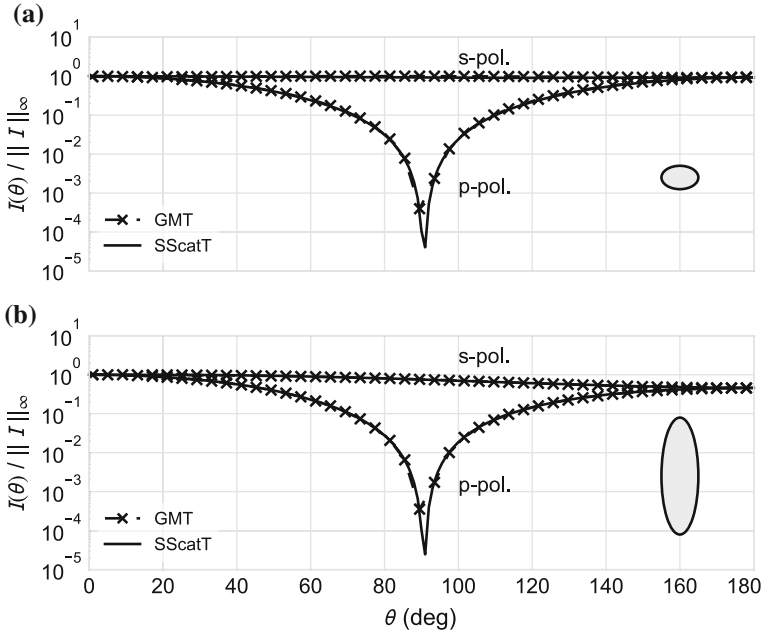 (a)
10^1
10^0
10^-1
10^-2
10^-3
10^-4
10^-5
I(θ) / || I ||∞
s-pol.
p-pol.
GMT
SScatT
(b)
10^1
10^0
10^-1
10^-2
10^-3
10^-4
10^-5
I(θ) / || I ||∞
s-pol.
p-pol.
GMT
SScatT
0 20 40 60 80 100 120 140 160 180
θ (deg)